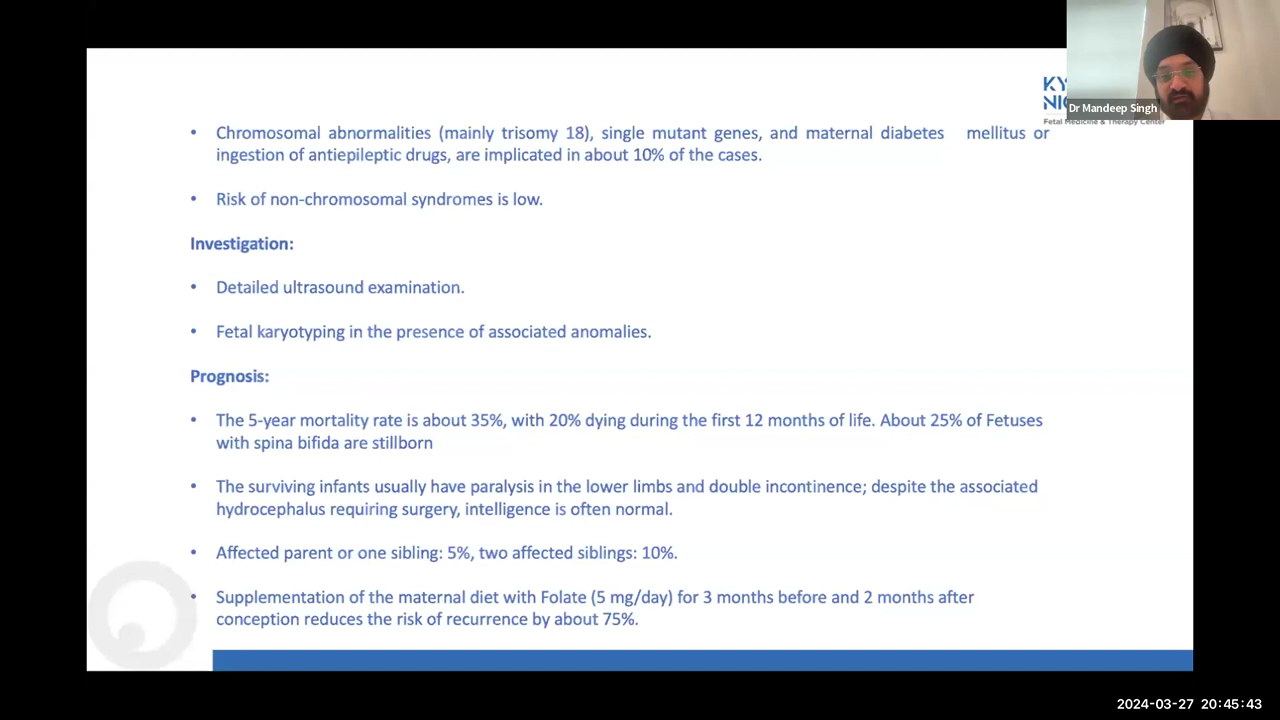 KY
NIC
Fetal Medicine & Therapy Center
Dr Mandeep Singh
• Chromosomal abnormalities (mainly trisomy 18), single mutant genes, and maternal diabetes mellitus or
ingestion of antiepileptic drugs, are implicated in about 10% of the cases.
• Risk of non-chromosomal syndromes is low.
Investigation:
• Detailed ultrasound examination.
• Fetal karyotyping in the presence of associated anomalies.
Prognosis:
• The 5-year mortality rate is about 35%, with 20% dying during the first 12 months of life. About 25% of Fetuses
with spina bifida are stillborn
• The surviving infants usually have paralysis in the lower limbs and double incontinence; despite the associated
hydrocephalus requiring surgery, intelligence is often normal.
• Affected parent or one sibling: 5%, two affected siblings: 10%.
• Supplementation of the maternal diet with Folate (5 mg/day) for 3 months before and 2 months after
conception reduces the risk of recurrence by about 75%.
2024-03-27 20:45:43